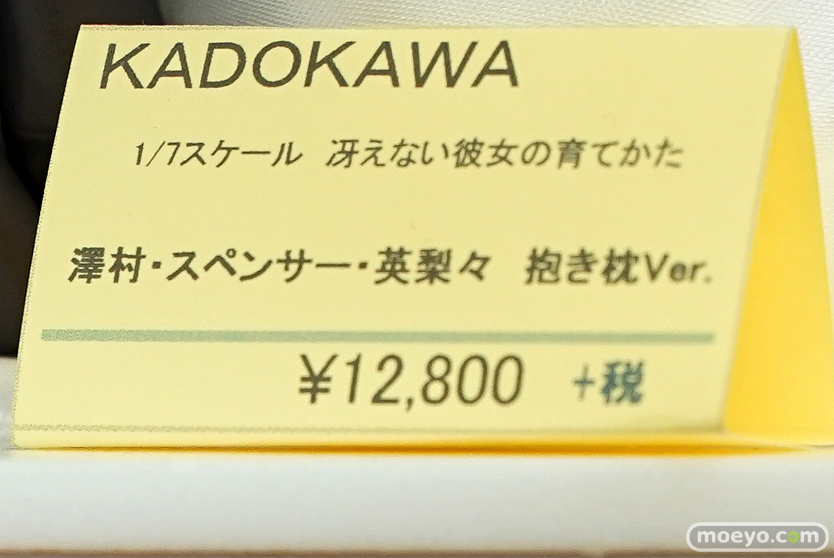 KADOKAWA
1/7スケール 冴えない彼女の育てかた
澤村・スペンサー・英梨々 抱き枕Ver.
¥12,800 +税
moeyo.com